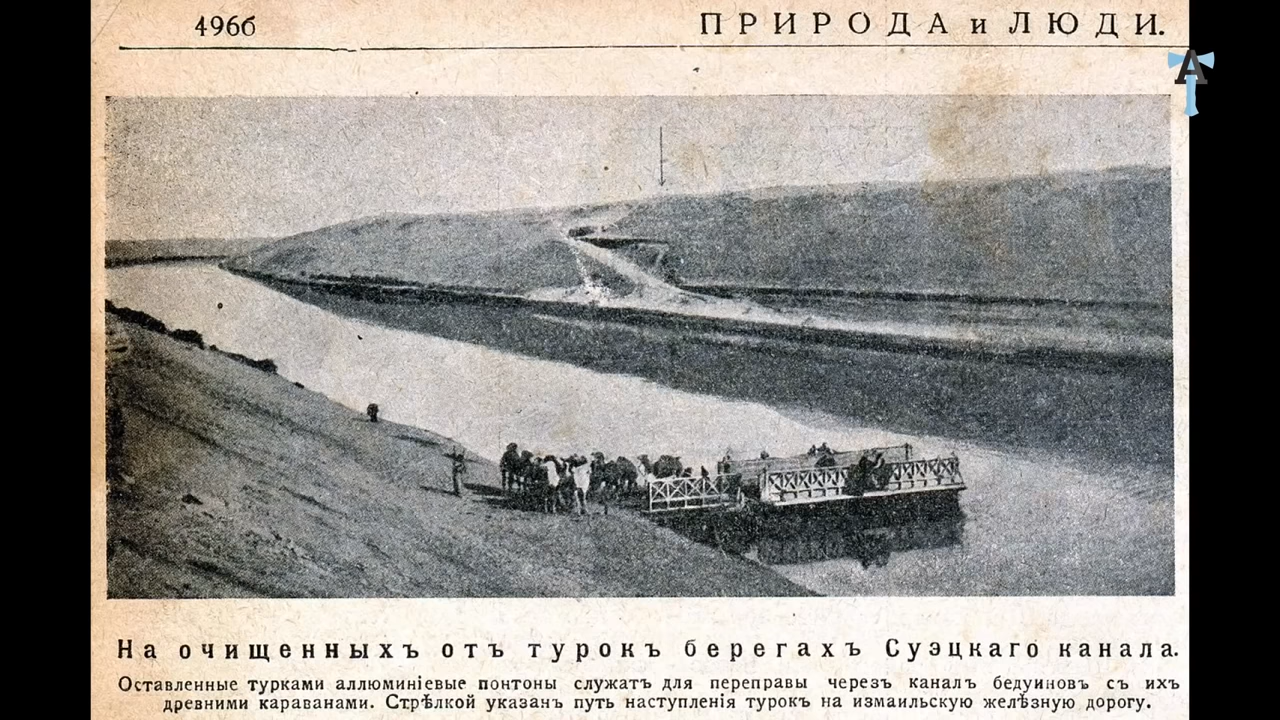 496б
ПРИРОДА и ЛЮДИ.
А
На очищенныхъ отъ турокъ берегахъ Суэцкаго канала.
Оставленные турками аллюминіевые понтоны служатъ для переправы черезъ каналъ бедуиновъ съ ихъ
древними караванами. Стрѣлкой указанъ путь наступленія турокъ на измаильскую желѣзную дорогу.